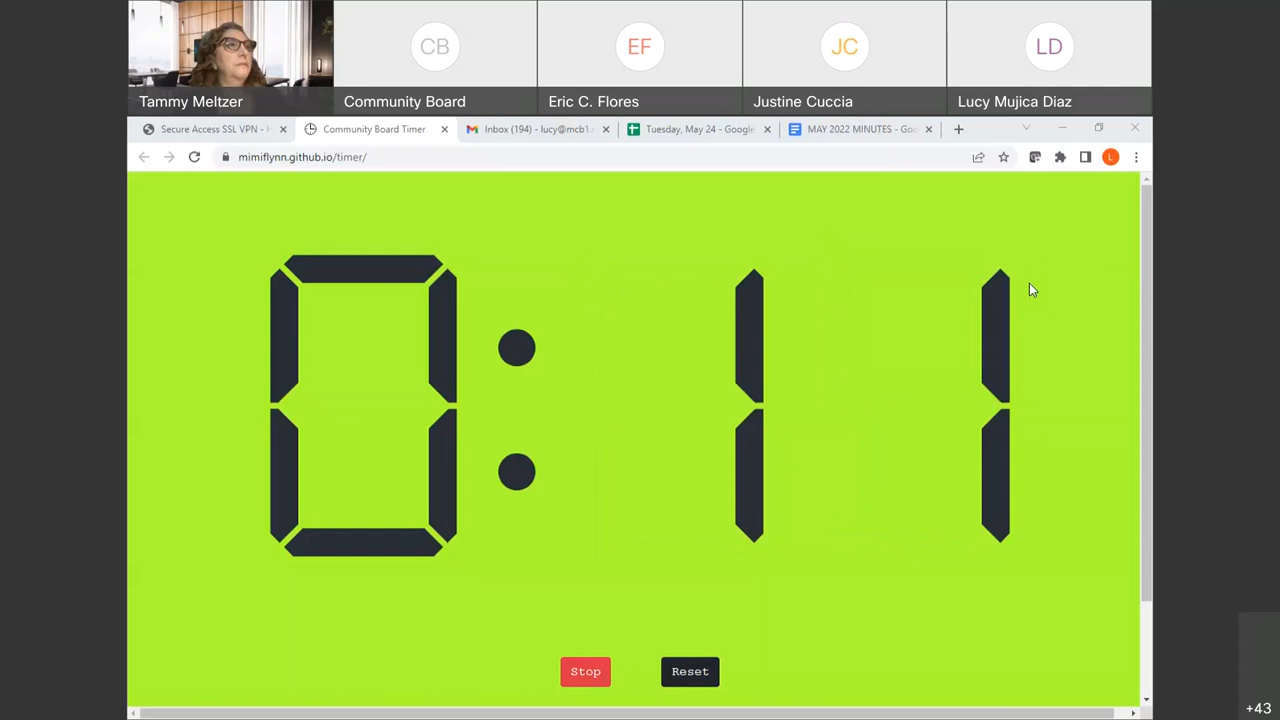 CB
EF
JC
LD
Tammy Meltzer
Community Board
Eric C. Flores
Justine Cuccia
Lucy Mujica Diaz
Secure Access SSL VPN - H
Community Board Timer
Inbox (194) - lucy@mcb1.
Tuesday, May 24 - Google
MAY 2022 MINUTES - Goo
mimiflynn.github.io/timer/
L
0:11
Stop
Reset
+43